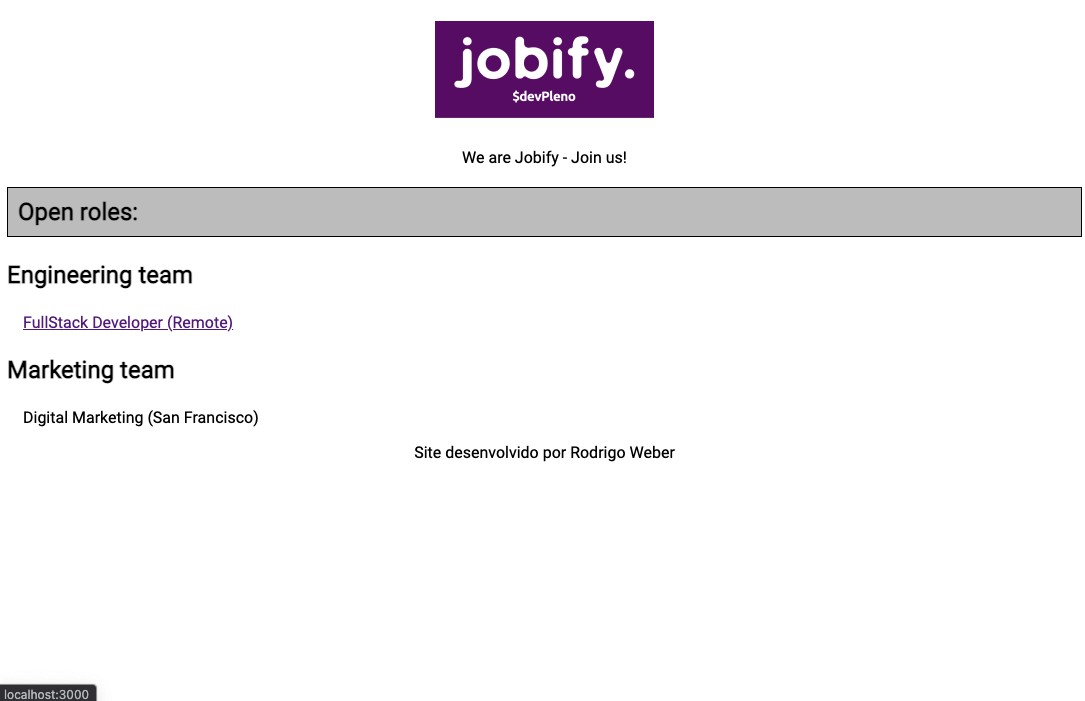 jobify.
$devPleno
We are Jobify - Join us!
Open roles:
Engineering team
FullStack Developer (Remote)
Marketing team
Digital Marketing (San Francisco)
Site desenvolvido por Rodrigo Weber
localhost:3000